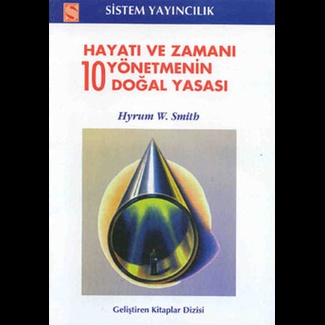 S
SİSTEM YAYINCILIK
HAYATI VE ZAMANI
10 YÖNETMENİN
DOĞAL YASASI
Hyrum W. Smith
Geliştiren Kitaplar Dizisi